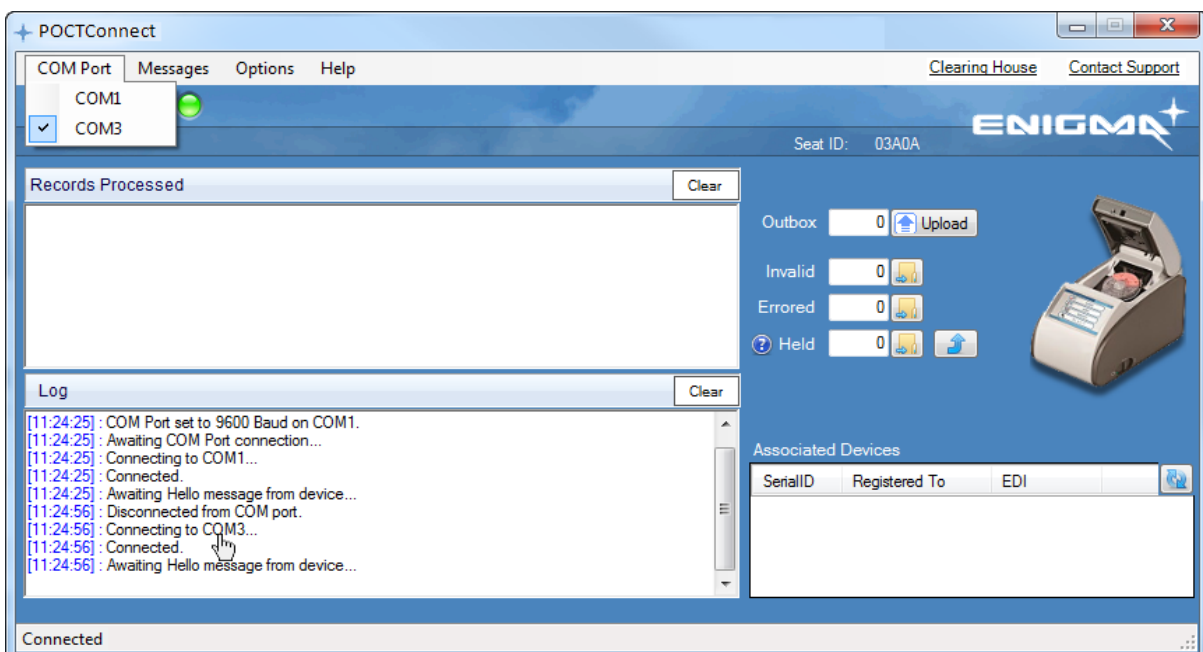 POCTConnect
COM Port Messages Options Help Clearing House Contact Support
COM1
COM3
ENIGMA
Seat ID: 03A0A
Records Processed Clear
Outbox 0 Upload
Invalid 0
Errored 0
? Held 0
Log Clear
[11:24:25] : COM Port set to 9600 Baud on COM1.
[11:24:25] : Awaiting COM Port connection...
[11:24:25] : Connecting to COM1...
[11:24:25] : Connected.
[11:24:25] : Awaiting Hello message from device...
[11:24:56] : Disconnected from COM port.
[11:24:56] : Connecting to COM3...
[11:24:56] : Connected.
[11:24:56] : Awaiting Hello message from device...
Associated Devices
SerialID Registered To EDI
Connected